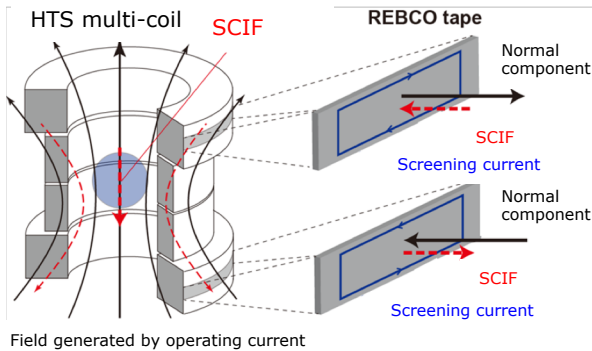 HTS multi-coil
SCIF
REBCO tape
Normal
component
SCIF
Screening current
Normal
component
SCIF
Screening current
Field generated by operating current